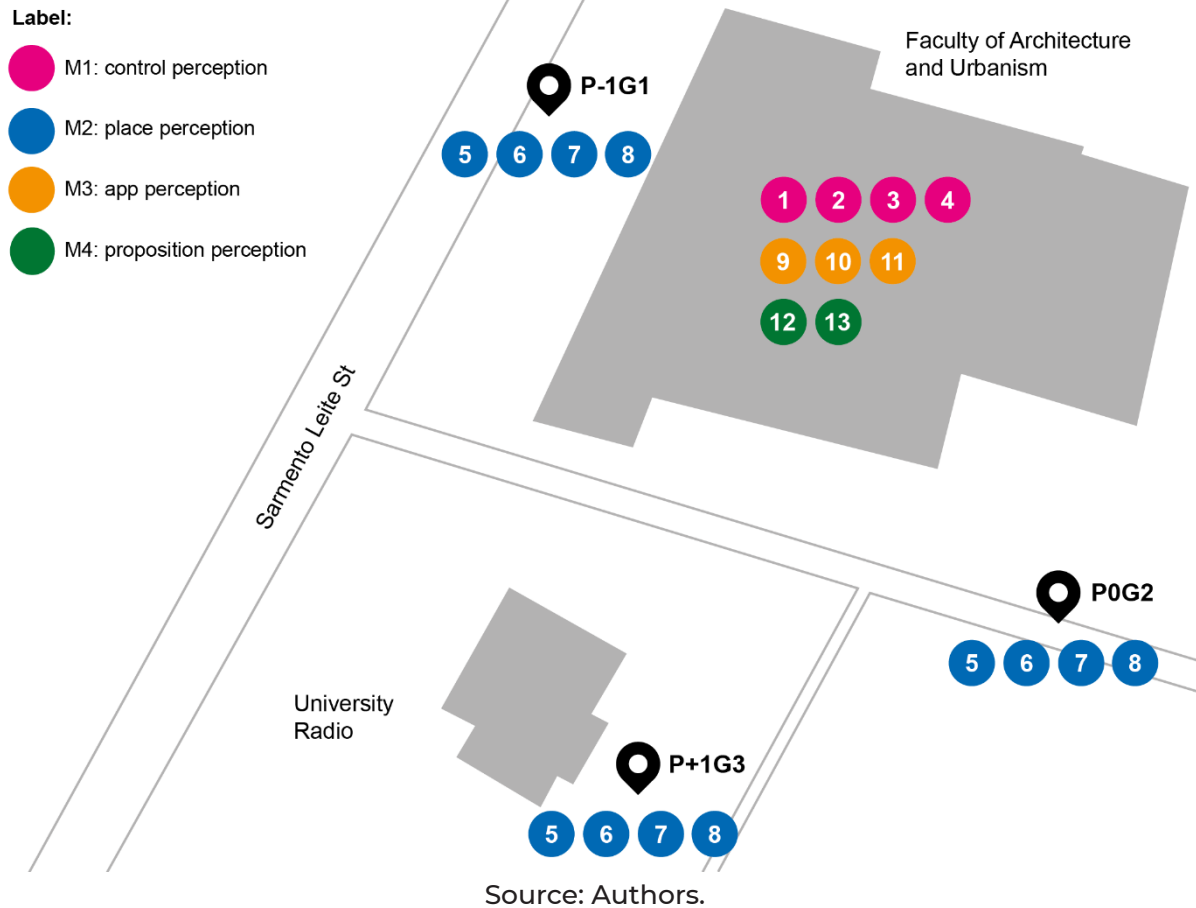 Label:
M1: control perception
M2: place perception
M3: app perception
M4: proposition perception
Faculty of Architecture
and Urbanism
P-1G1
5 6 7 8
1 2 3 4
9 10 11
12 13
Sarmento Leite St
P0G2
5 6 7 8
University
Radio
P+1G3
5 6 7 8
Source: Authors.